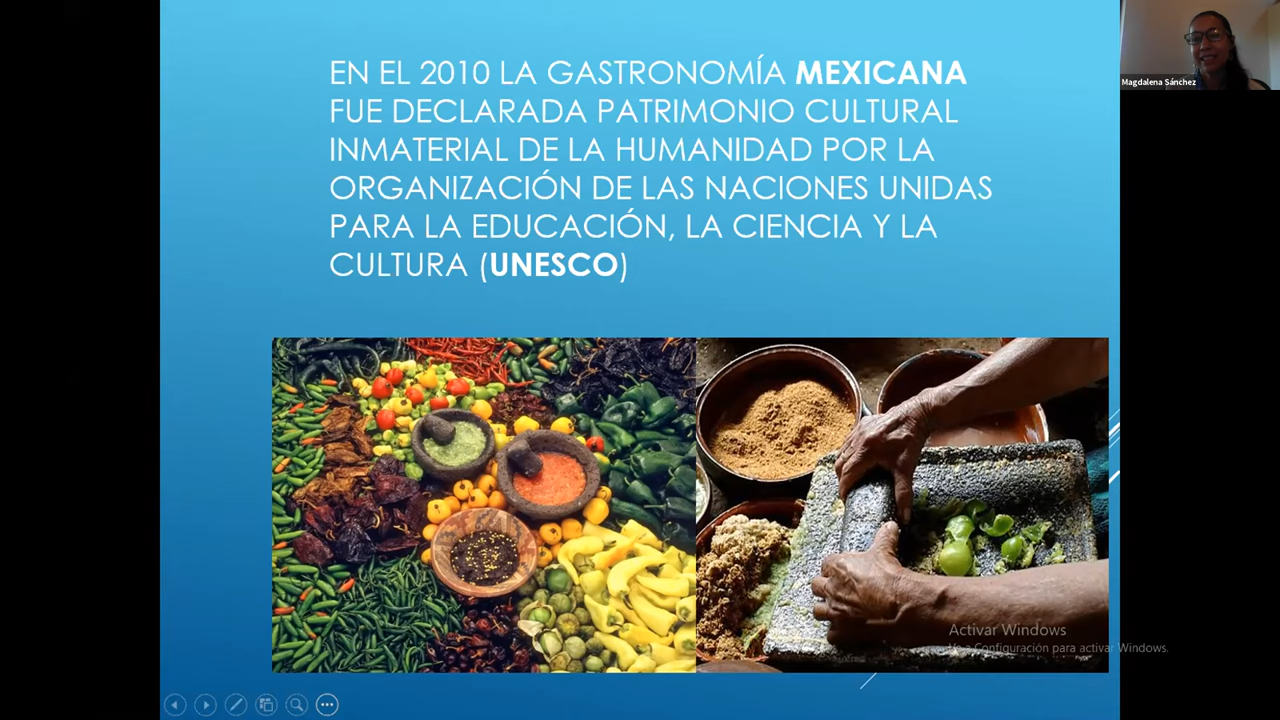 EN EL 2010 LA GASTRONOMÍA MEXICANA
FUE DECLARADA PATRIMONIO CULTURAL
INMATERIAL DE LA HUMANIDAD POR LA
ORGANIZACIÓN DE LAS NACIONES UNIDAS
PARA LA EDUCACIÓN, LA CIENCIA Y LA
CULTURA (UNESCO)
Magdalena Sánchez
Activar Windows
Configuración para activar Windows.